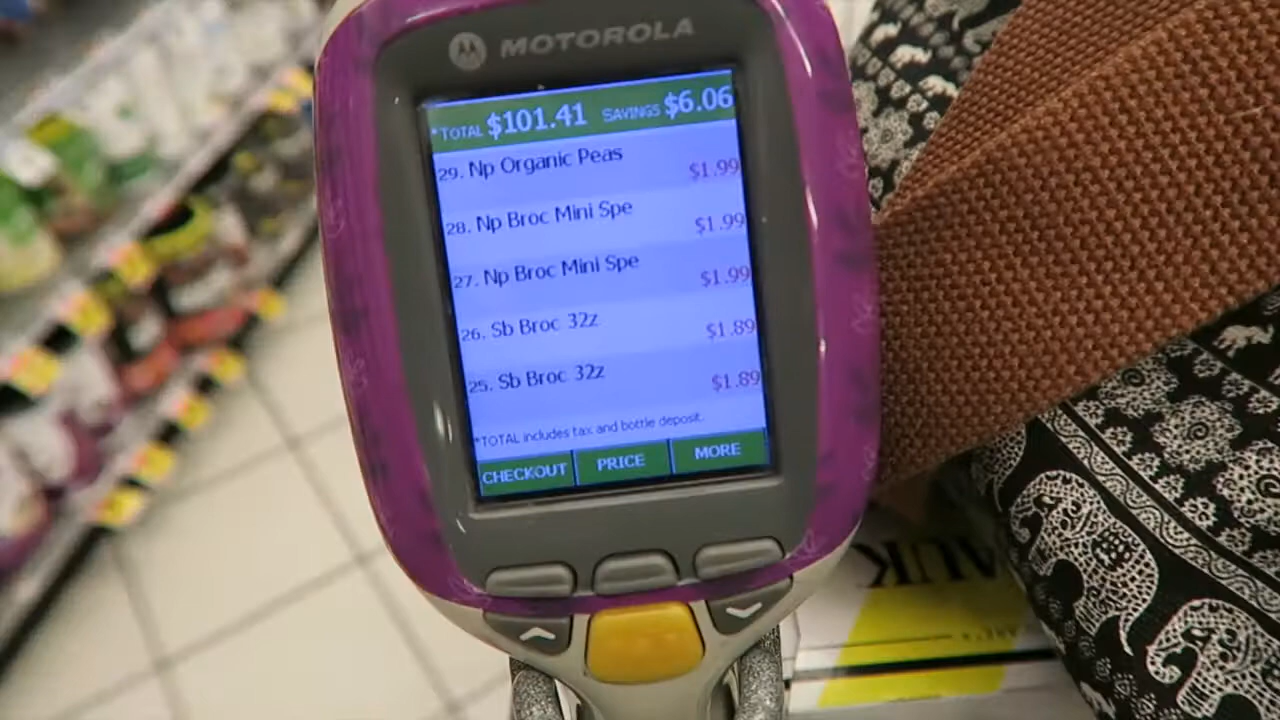 MOTOROLA
*TOTAL $101.41 SAVINGS $6.06
29. Np Organic Peas $1.99
28. Np Broc Mini Spe $1.99
27. Np Broc Mini Spe $1.99
26. Sb Broc 32z $1.89
25. Sb Broc 32z $1.89
*TOTAL includes tax and bottle deposit.
CHECKOUT PRICE MORE